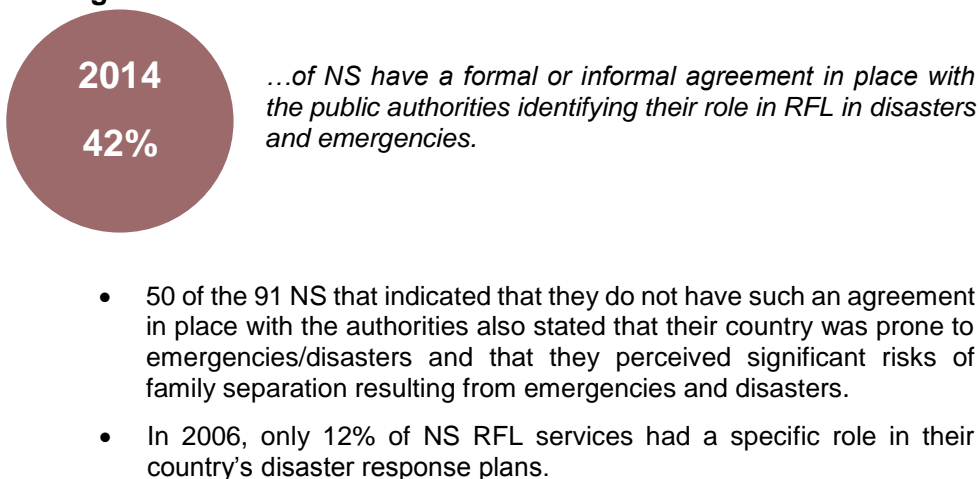 2014
42%
…of NS have a formal or informal agreement in place with
the public authorities identifying their role in RFL in disasters
and emergencies.
• 50 of the 91 NS that indicated that they do not have such an agreement
in place with the authorities also stated that their country was prone to
emergencies/disasters and that they perceived significant risks of
family separation resulting from emergencies and disasters.
• In 2006, only 12% of NS RFL services had a specific role in their
country’s disaster response plans.